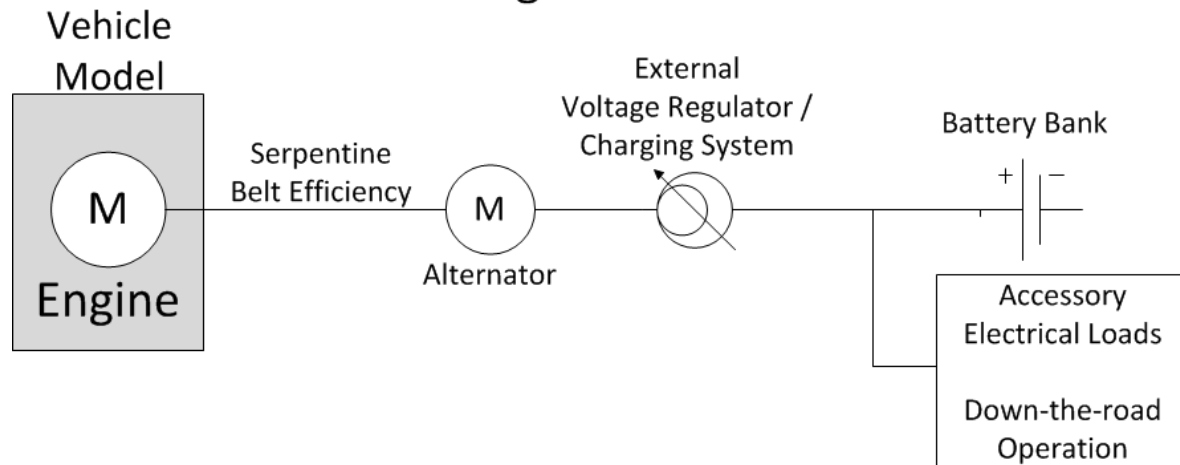 Vehicle
Model
M
Engine
Serpentine
Belt Efficiency
M
Alternator
External
Voltage Regulator /
Charging System
Battery Bank
+ −
Accessory
Electrical Loads
Down-the-road
Operation